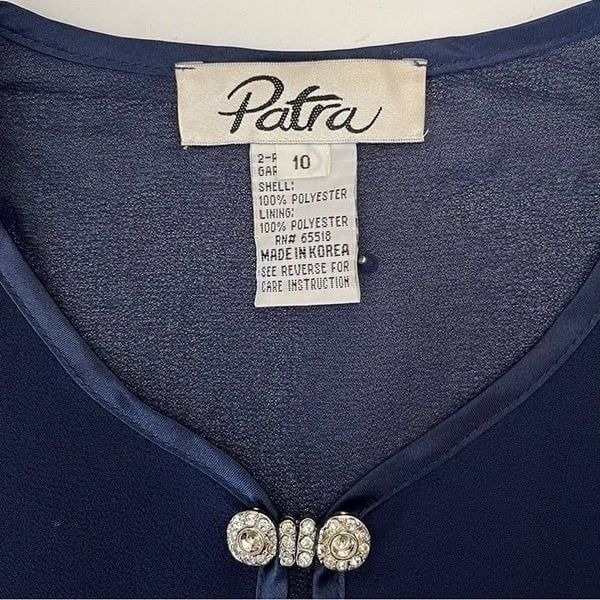 Patra
10
SHELL:
100% POLYESTER
LINING:
100% POLYESTER
RN# 65518
MADE IN KOREA
SEE REVERSE FOR
CARE INSTRUCTION